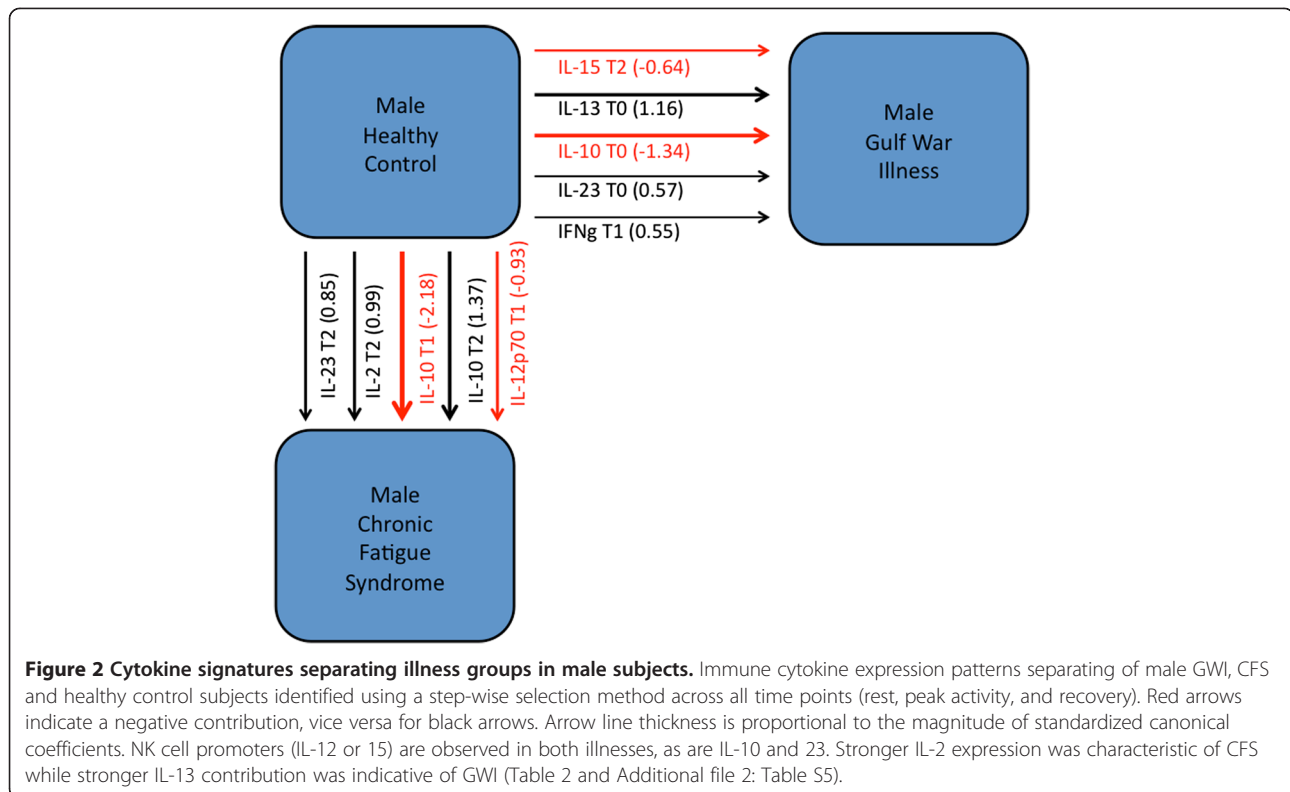 Male
Healthy
Control
IL-15 T2 (-0.64)
IL-13 T0 (1.16)
IL-10 T0 (-1.34)
IL-23 T0 (0.57)
IFNg T1 (0.55)
Male
Gulf War
Illness
IL-23 T2 (0.85)
IL-2 T2 (0.99)
IL-10 T1 (-2.18)
IL-10 T2 (1.37)
IL-12p70 T1 (-0.93)
Male
Chronic
Fatigue
Syndrome
Figure 2 Cytokine signatures separating illness groups in male subjects. Immune cytokine expression patterns separating of male GWI, CFS
and healthy control subjects identified using a step-wise selection method across all time points (rest, peak activity, and recovery). Red arrows
indicate a negative contribution, vice versa for black arrows. Arrow line thickness is proportional to the magnitude of standardized canonical
coefficients. NK cell promoters (IL-12 or 15) are observed in both illnesses, as are IL-10 and 23. Stronger IL-2 expression was characteristic of CFS
while stronger IL-13 contribution was indicative of GWI (Table 2 and Additional file 2: Table S5).